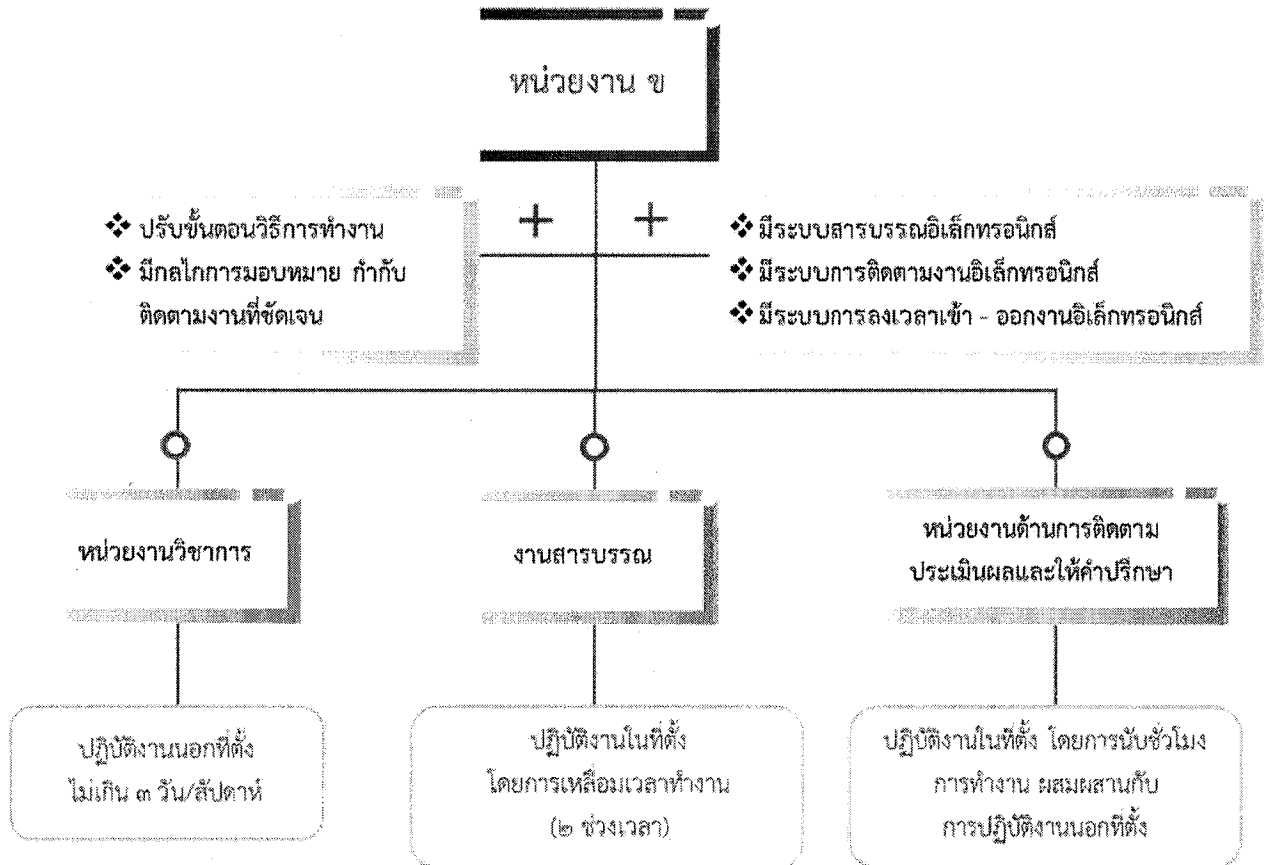 หน่วยงาน ข
❖ ปรับขั้นตอนวิธีการทำงาน
❖ มีกลไกการมอบหมาย กำกับ
ติดตามงานที่ชัดเจน
+ +
❖ มีระบบสารบรรณอิเล็กทรอนิกส์
❖ มีระบบการติดตามงานอิเล็กทรอนิกส์
❖ มีระบบการลงเวลาเข้า - ออกงานอิเล็กทรอนิกส์
หน่วยงานวิชาการ
งานสารบรรณ
หน่วยงานด้านการติดตาม
ประเมินผลและให้คำปรึกษา
ปฏิบัติงานนอกที่ตั้ง
ไม่เกิน ๓ วัน/สัปดาห์
ปฏิบัติงานในที่ตั้ง
โดยการเหลื่อมเวลาทำงาน
(๒ ช่วงเวลา)
ปฏิบัติงานในที่ตั้ง โดยการนับชั่วโมง
การทำงาน ผสมผสานกับ
การปฏิบัติงานนอกที่ตั้ง